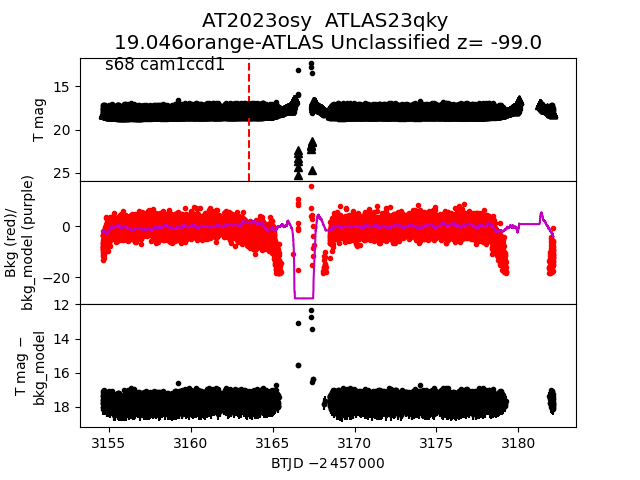 AT2023osy  ATLAS23qky
19.046orange-ATLAS Unclassified z= -99.0
s68 cam1ccd1
T mag
15
20
25
Bkg (red)/
bkg_model (purple)
0
−20
T mag −
bkg_model
12
14
16
18
3155 3160 3165 3170 3175 3180
BTJD −2 457 000